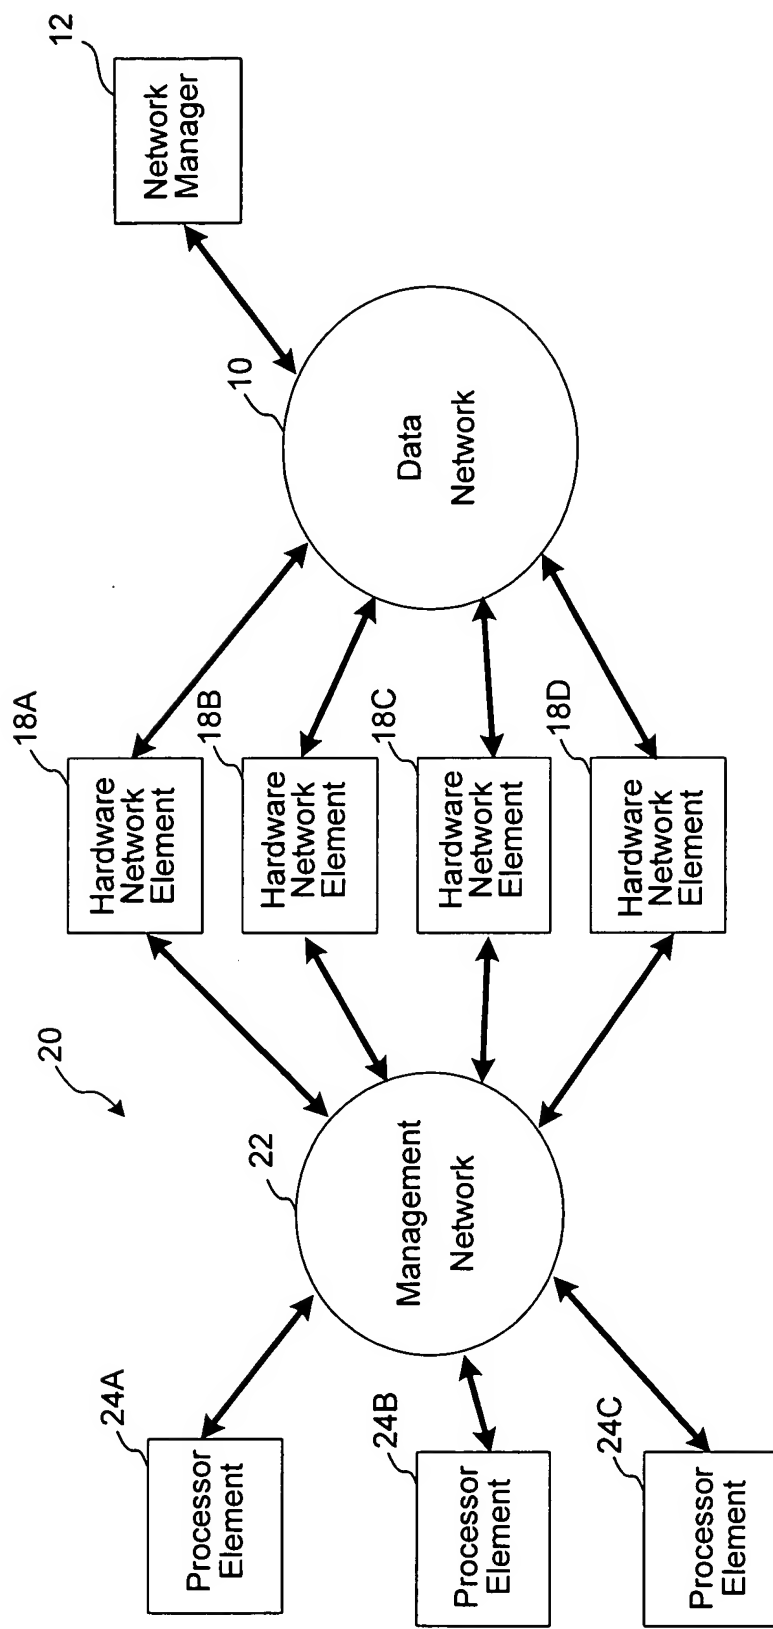 20
24A
Processor
Element
24B
Processor
Element
24C
Processor
Element
22
Management
Network
18A
Hardware
Network
Element
18B
Hardware
Network
Element
18C
Hardware
Network
Element
18D
Hardware
Network
Element
10
Data
Network
12
Network
Manager